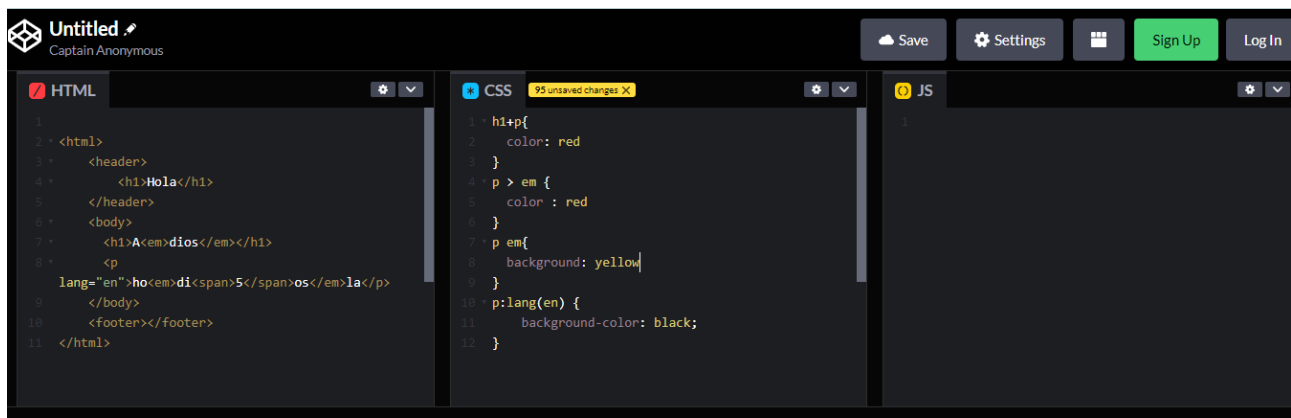 Untitled
Captain Anonymous
Save
Settings
Sign Up
Log In
HTML
1
2 <html>
3 <header>
4 <h1>Hola</h1>
5 </header>
6 <body>
7 <h1>A<em>dios</em></h1>
8 <p
lang="en">ho<em>di<span>5</span>os</em>la</p>
9 </body>
10 <footer></footer>
11 </html>
CSS
95 unsaved changes X
1 h1+p{
2 color: red
3 }
4 p > em {
5 color : red
6 }
7 p em{
8 background: yellow
9 }
10 p:lang(en) {
11 background-color: black;
12 }
JS
1